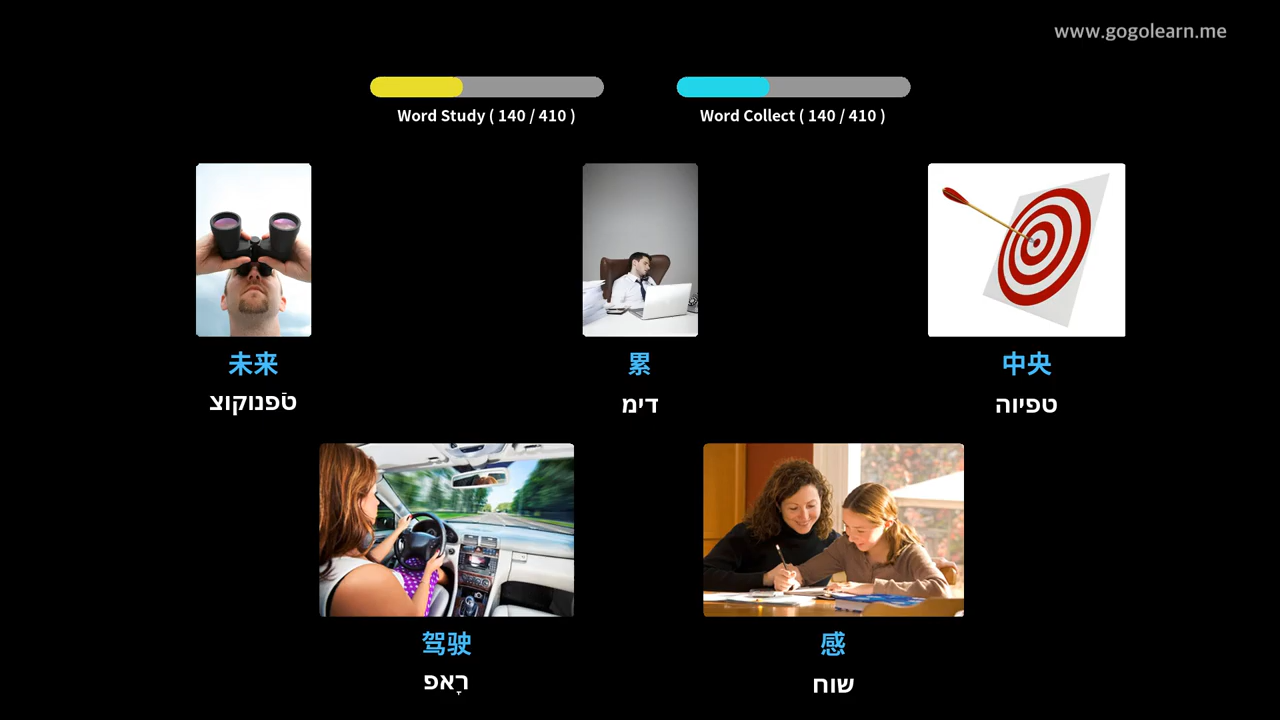 www.gogolearn.me
Word Study ( 140 / 410 )
Word Collect ( 140 / 410 )
未来
累
中央
טֿפנוקוצ
דימ
טפיוה
驾驶
感
רָאפ
שוח